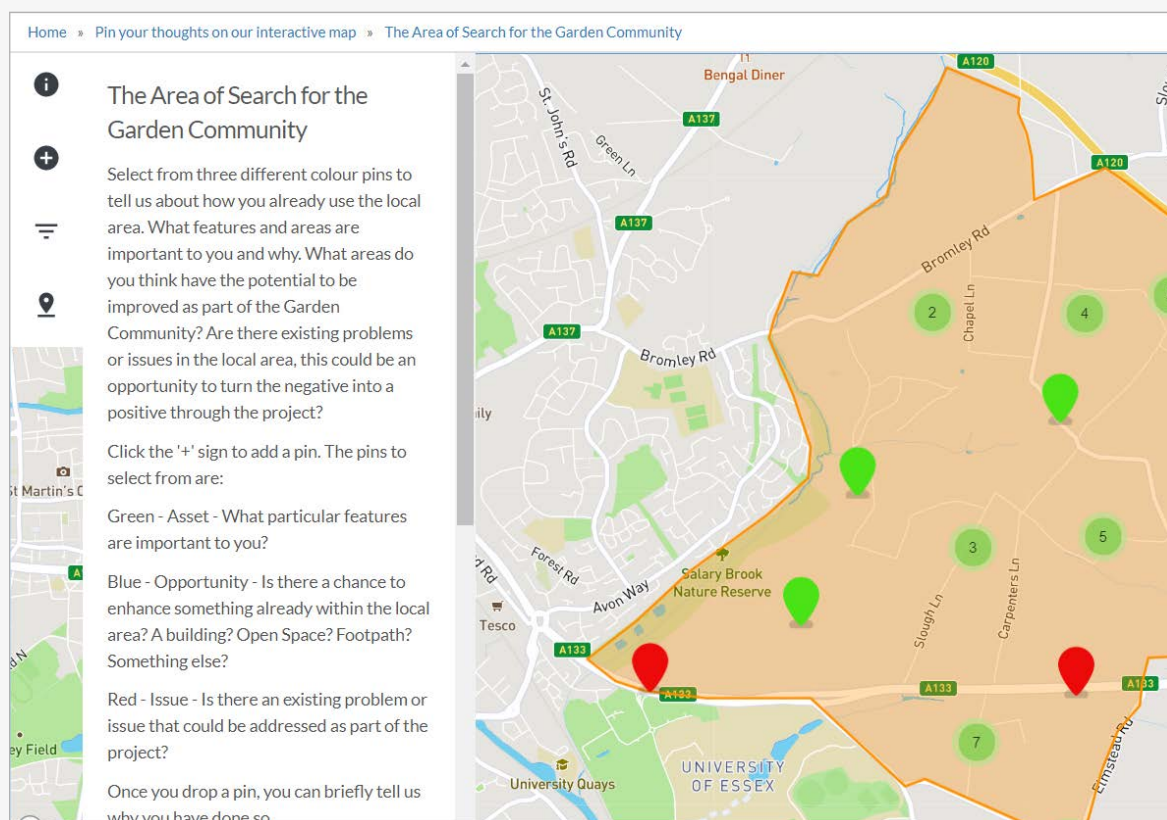 Home » Pin your thoughts on our interactive map » The Area of Search for the Garden Community
The Area of Search for the
Garden Community
Select from three different colour pins to
tell us about how you already use the local
area. What features and areas are
important to you and why. What areas do
you think have the potential to be
improved as part of the Garden
Community? Are there existing problems
or issues in the local area, this could be an
opportunity to turn the negative into a
positive through the project?
Click the '+' sign to add a pin. The pins to
select from are:
Green - Asset - What particular features
are important to you?
Blue - Opportunity - Is there a chance to
enhance something already within the local
area? A building? Open Space? Footpath?
Something else?
Red - Issue - Is there an existing problem or
issue that could be addressed as part of the
project?
Once you drop a pin, you can briefly tell us
why you have done so
t Martin's C
ey Field
Bengal Diner
A120
St. John's Rd
A137
Green Ln
A120
A137
Bromley Rd
2
Chapel Ln
4
A137
Bromley Rd
ily
3
5
Salary Brook
Nature Reserve
Forest Rd
d Rd
Avon Way
Tesco
Slough Ln
Carpenters Ln
A133
A133
A133
A133
7
Elmstead Rd
UNIVERSITY
OF ESSEX
University Quays